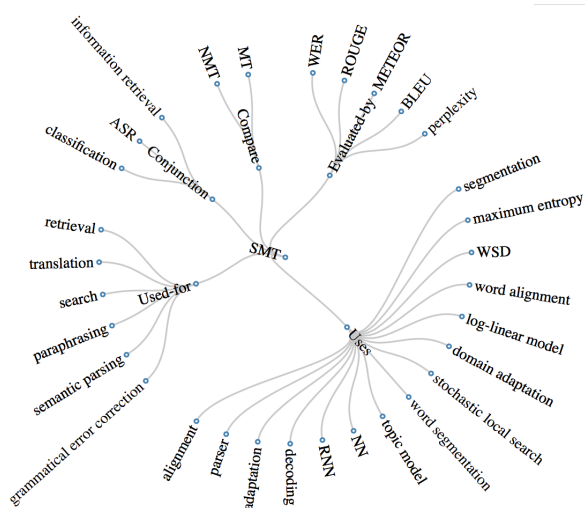 information retrieval
NMT
MT
WER
ROUGE
METEOR
BLEU
perplexity
ASR
classification
Conjunction
Compare
Evaluated-by
segmentation
maximum entropy
WSD
word alignment
log-linear model
domain adaptation
stochastic local search
word segmentation
topic model
NN
RNN
decoding
adaptation
parser
alignment
Uses
SMT
Used-for
retrieval
translation
search
paraphrasing
semantic parsing
grammatical error correction